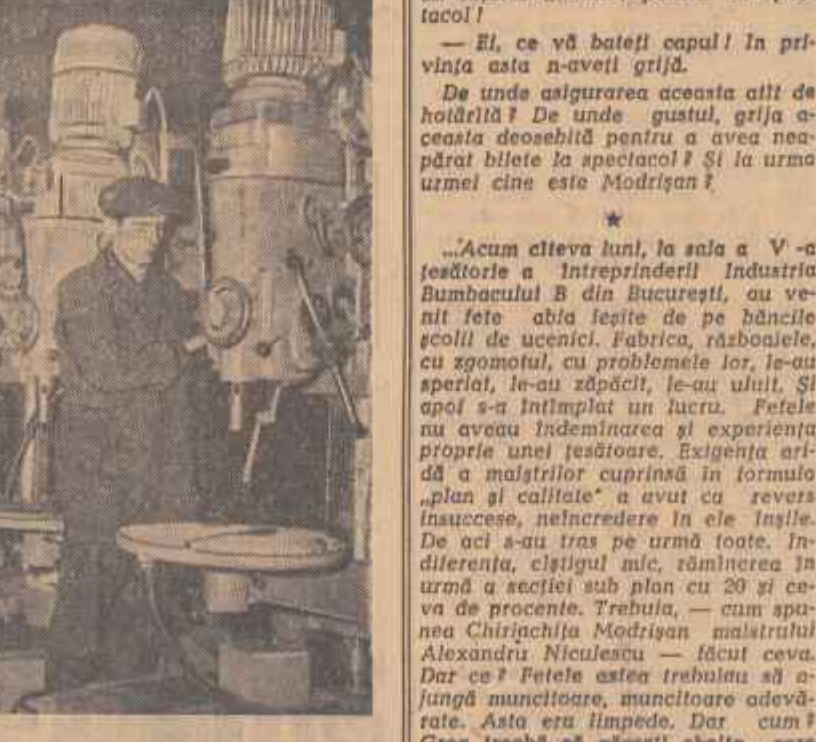 tacol !
— Ei, ce vă bateți capul ! In pri-
vința asta n-aveți grijă.
De unde asigurarea aceasta atît de
hotărîtă ? De unde gustul, grija a-
ceasta deosebită pentru a avea nea-
părat bilete la spectacol ? Și la urma
urmei cine este Modrișan ?
★
...Acum cîteva luni, la sala a V-a
țesătorie a Intreprinderii Industria
Bumbacului B din București, au ve-
nit fete abia ieșite de pe băncile
școlii de ucenici. Fabrica, războaiele,
cu zgomotul, cu problemele lor, le-au
speriat, le-au zăpăcit, le-au uluit. Și
apoi s-a întîmplat un lucru. Fetele
nu aveau îndemînarea și experiența
proprie unei țesătoare. Exigența ari-
dă a maiștrilor cuprinsă în formula
„plan și calitate" a avut ca revers
insuccese, neîncredere în ele înșile.
De aci s-au tras pe urmă toate. In-
diferența, cîștigul mic, rămînerea în
urmă a secției sub plan cu 20 și ce-
va de procente. Trebuia, — cum spu-
nea Chiriachița Modrișan maistrului
Alexandru Niculescu — făcut ceva.
Dar ce ? Fetele astea trebuiau să a-
jungă muncitoare, muncitoare adevă-
rate. Asta era limpede. Dar cum ?